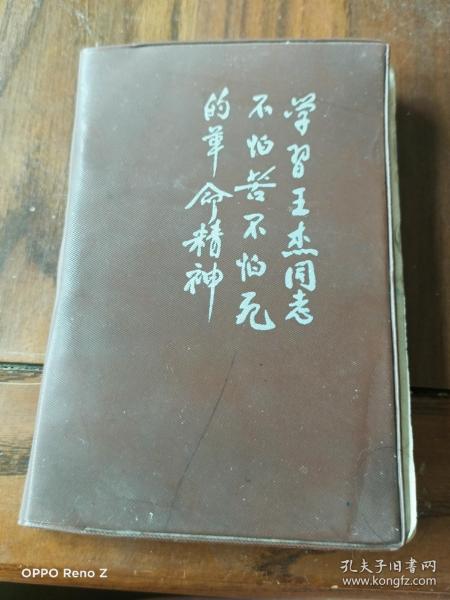 学習王杰同志
不怕苦不怕死
的革命精神
OPPO Reno Z
孔夫子旧书网
www.kongfz.com